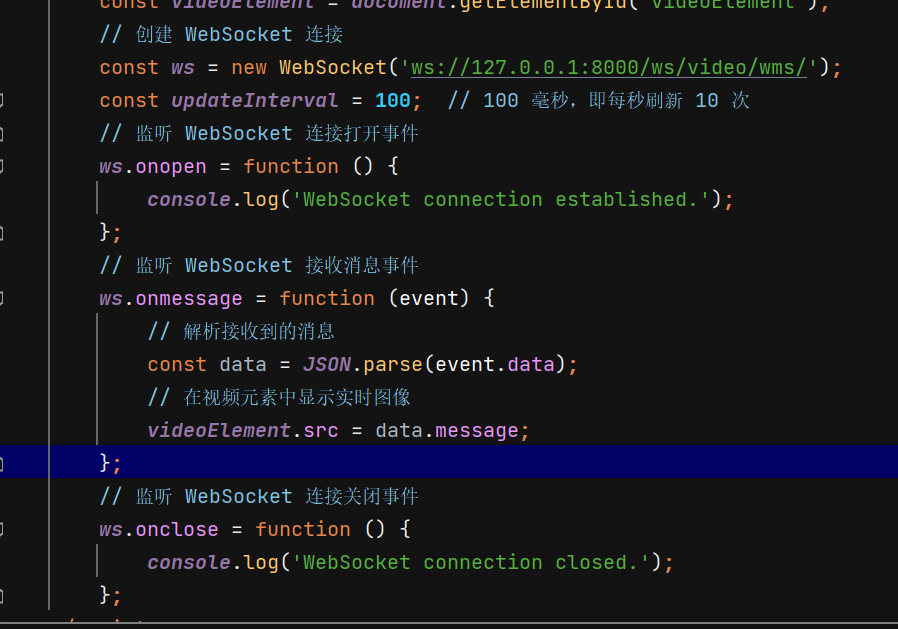 const videoElement = document.getElementById('videoElement');
// 创建 WebSocket 连接
const ws = new WebSocket('ws://127.0.0.1:8000/ws/video/wms/');
const updateInterval = 100;  // 100 毫秒，即每秒刷新 10 次
// 监听 WebSocket 连接打开事件
ws.onopen = function () {
console.log('WebSocket connection established.');
};
// 监听 WebSocket 接收消息事件
ws.onmessage = function (event) {
// 解析接收到的消息
const data = JSON.parse(event.data);
// 在视频元素中显示实时图像
videoElement.src = data.message;
};
// 监听 WebSocket 连接关闭事件
ws.onclose = function () {
console.log('WebSocket connection closed.');
};